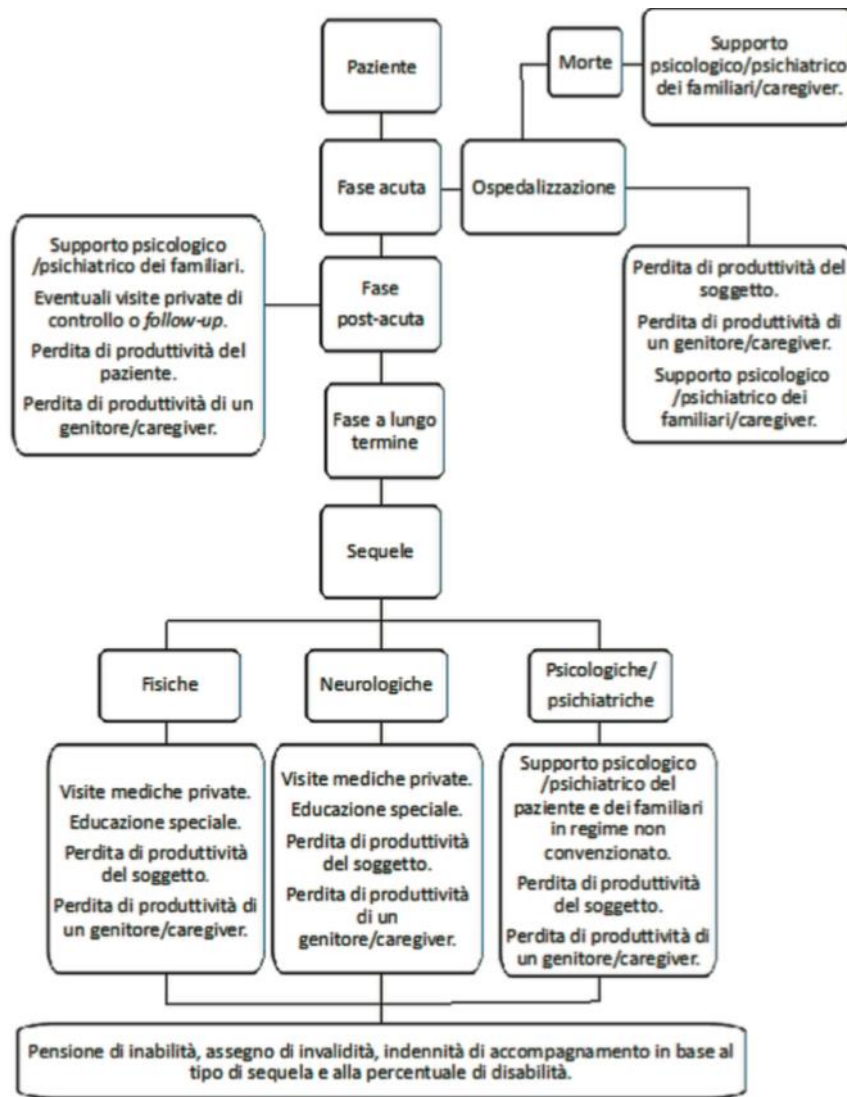 Paziente
Morte
Supporto
psicologico/psichiatrico
dei familiari/caregiver.
Fase acuta
Ospedalizzazione
Supporto psicologico
/psichiatrico dei familiari.
Eventuali visite private di
controllo o follow-up.
Perdita di produttività del
paziente.
Perdita di produttività di un
genitore/caregiver.
Fase
post-acuta
Perdita di produttività del
soggetto.
Perdita di produttività di
un genitore/caregiver.
Supporto psicologico
/psichiatrico dei
familiari/caregiver.
Fase a lungo
termine
Sequele
Fisiche
Neurologiche
Psicologiche/
psichiatriche
Visite mediche private.
Educazione speciale.
Perdita di produttività
del soggetto.
Perdita di produttività di
un genitore/caregiver.
Visite mediche private.
Educazione speciale.
Perdita di produttività
del soggetto.
Perdita di produttività
di un
genitore/caregiver.
Supporto psicologico
/psichiatrico del
paziente e dei familiari
in regime non
convenzionato.
Perdita di produttività
del soggetto.
Perdita di produttività di
un genitore/caregiver.
Pensione di inabilità, assegno di invalidità, indennità di accompagnamento in base al
tipo di sequela e alla percentuale di disabilità.